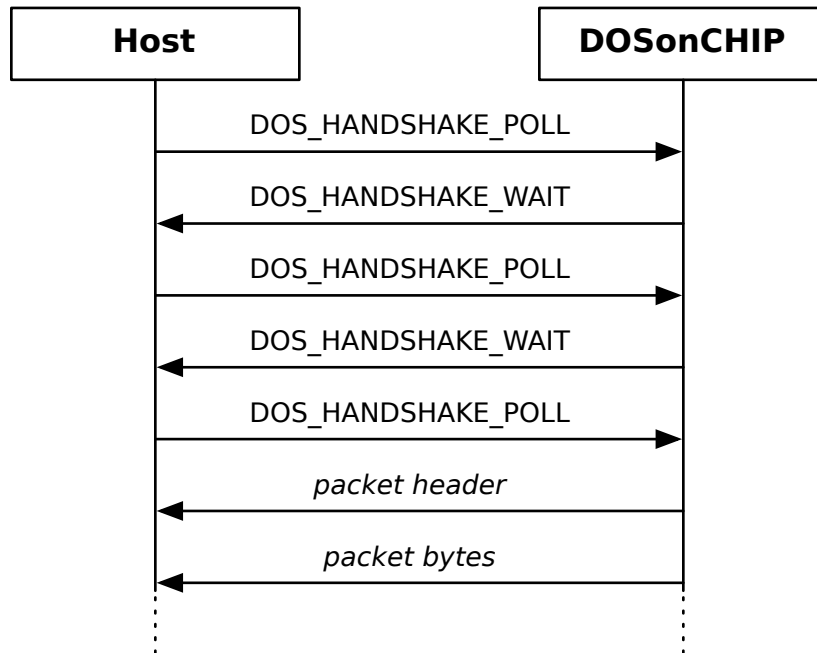 Host
DOSonCHIP
DOS_HANDSHAKE_POLL
DOS_HANDSHAKE_WAIT
DOS_HANDSHAKE_POLL
DOS_HANDSHAKE_WAIT
DOS_HANDSHAKE_POLL
packet header
packet bytes